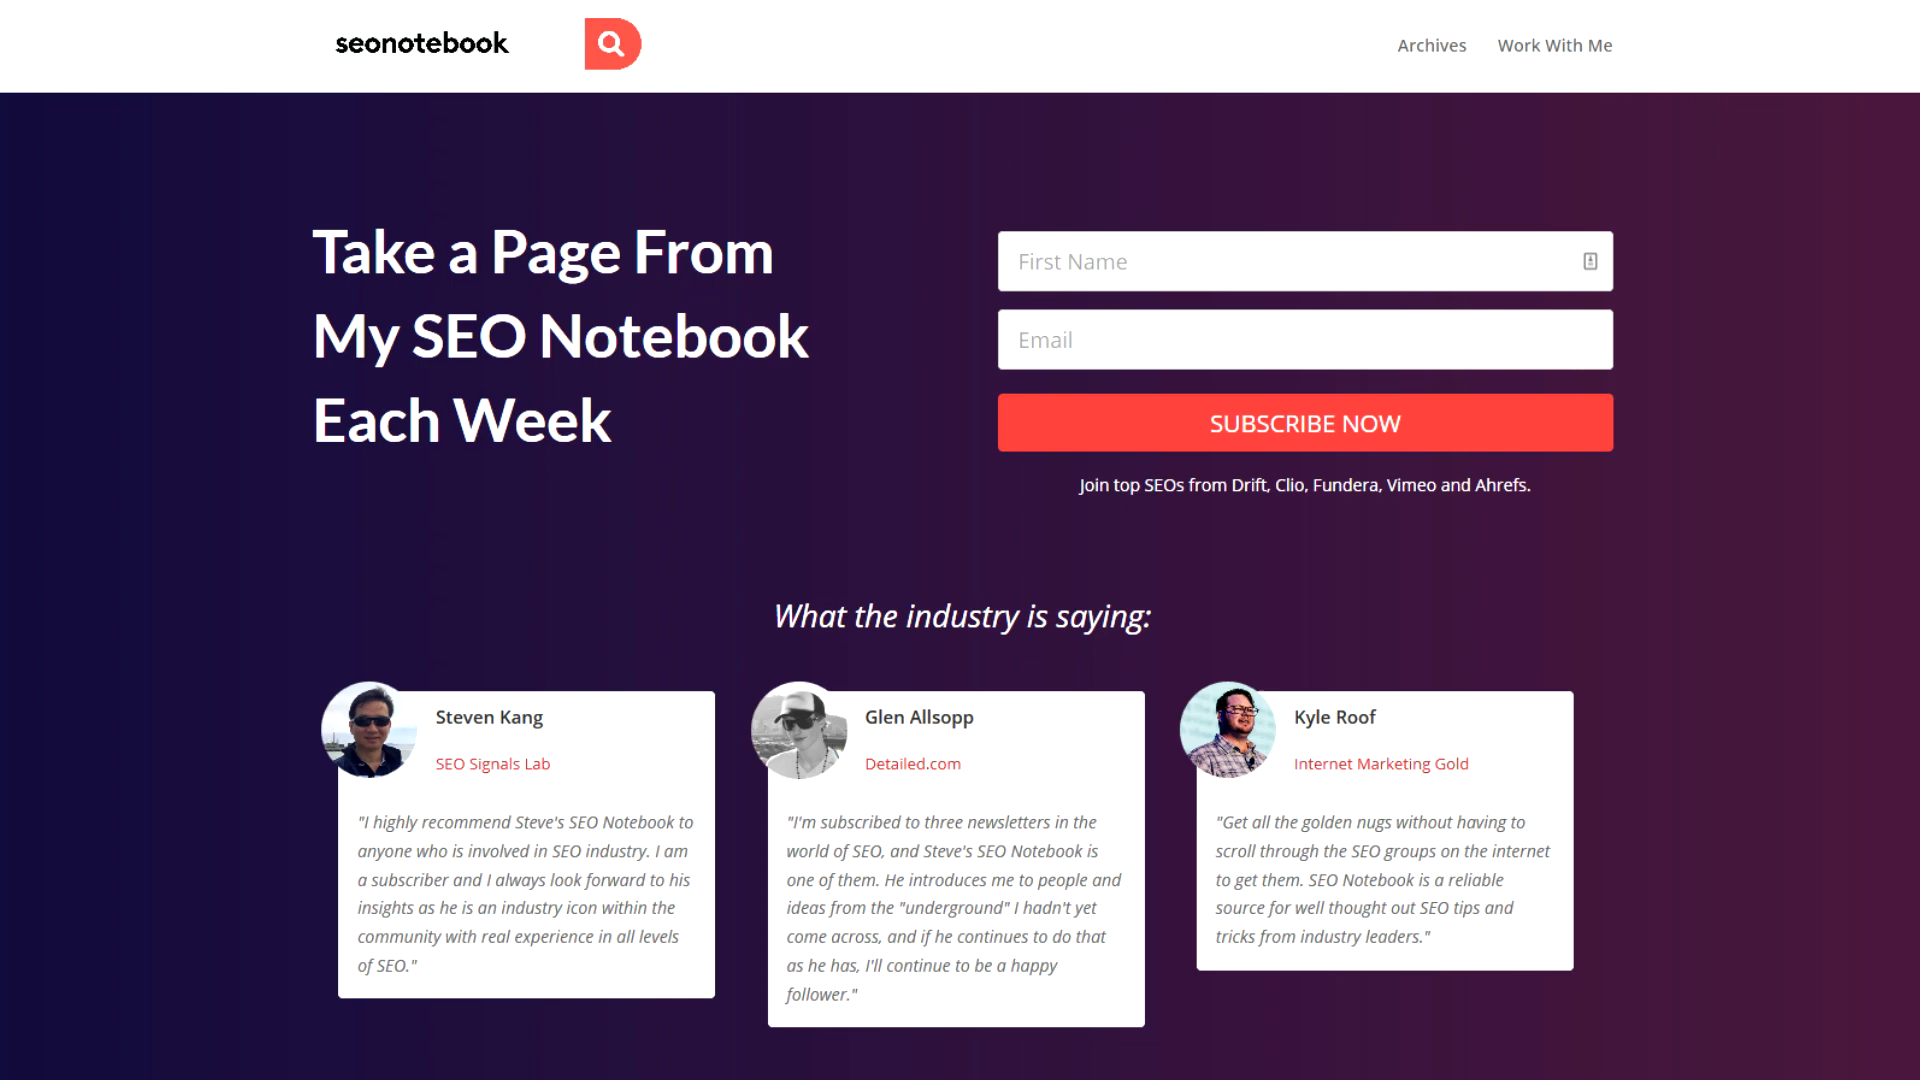 seonotebook
Archives
Work With Me
Take a Page From
My SEO Notebook
Each Week
First Name
Email
SUBSCRIBE NOW
Join top SEOs from Drift, Clio, Fundera, Vimeo and Ahrefs.
What the industry is saying:
Steven Kang
SEO Signals Lab
"I highly recommend Steve's SEO Notebook to
anyone who is involved in SEO industry. I am
a subscriber and I always look forward to his
insights as he is an industry icon within the
community with real experience in all levels
of SEO."
Glen Allsopp
Detailed.com
"I'm subscribed to three newsletters in the
world of SEO, and Steve's SEO Notebook is
one of them. He introduces me to people and
ideas from the "underground" I hadn't yet
come across, and if he continues to do that
as he has, I'll continue to be a happy
follower."
Kyle Roof
Internet Marketing Gold
"Get all the golden nugs without having to
scroll through the SEO groups on the internet
to get them. SEO Notebook is a reliable
source for well thought out SEO tips and
tricks from industry leaders."